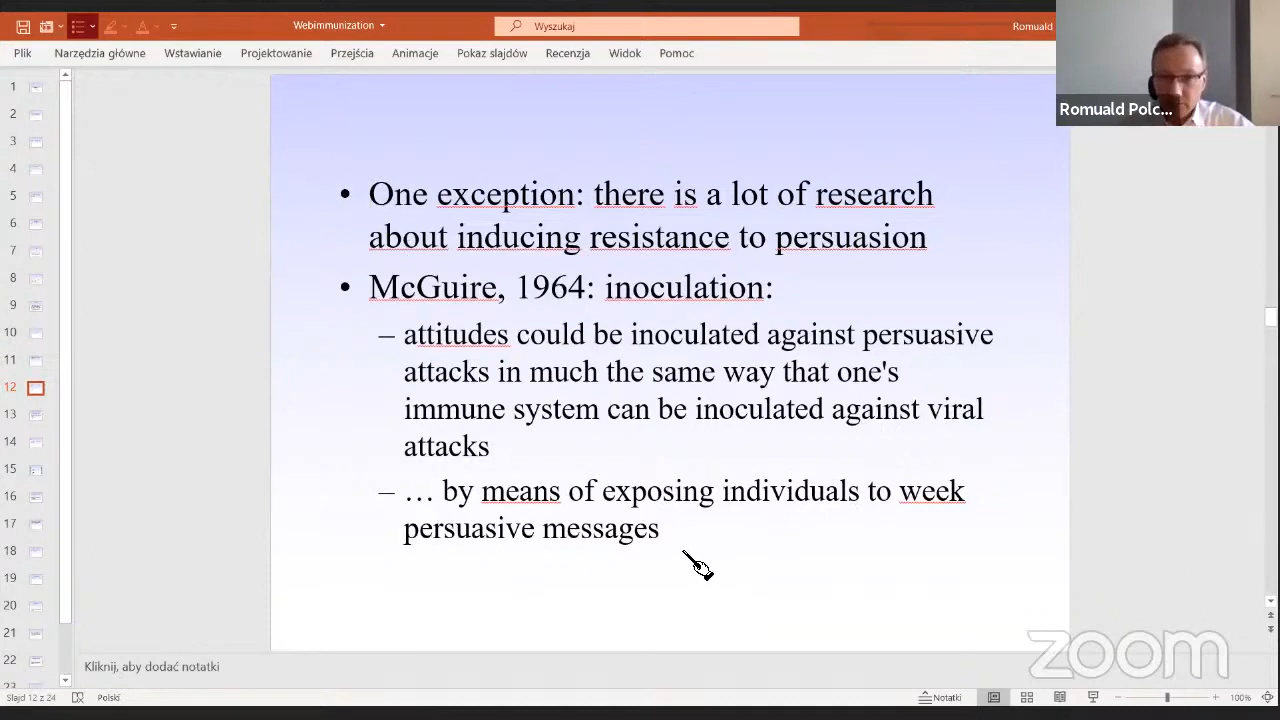 Webimmunization
Wyszukaj
Romuald
Plik Narzędzia główne Wstawianie Projektowanie Przejścia Animacje Pokaz slajdów Recenzja Widok Pomoc
Romuald Polc...
1
2
3
4
5
6
7
8
9
10
11
12
13
14
15
16
17
18
19
20
21
22
23
• One exception: there is a lot of research
about inducing resistance to persuasion
• McGuire, 1964: inoculation:
– attitudes could be inoculated against persuasive
attacks in much the same way that one's
immune system can be inoculated against viral
attacks
– … by means of exposing individuals to week
persuasive messages
zoom
Kliknij, aby dodać notatki
Slajd 12 z 24 Polski Notatki 100%